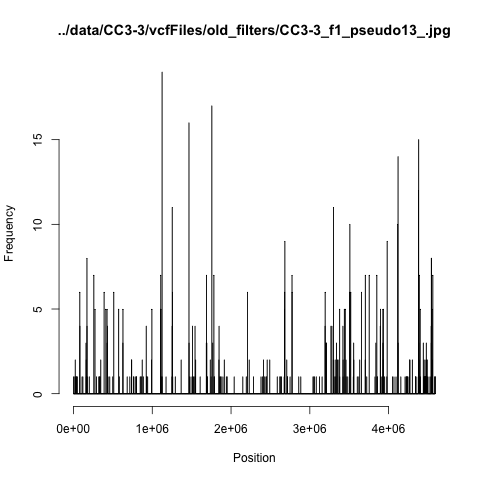 ../data/CC3-3/vcfFiles/old_filters/CC3-3_f1_pseudo13_.jpg
Frequency
15
10
5
0
0e+00 1e+06 2e+06 3e+06 4e+06
Position